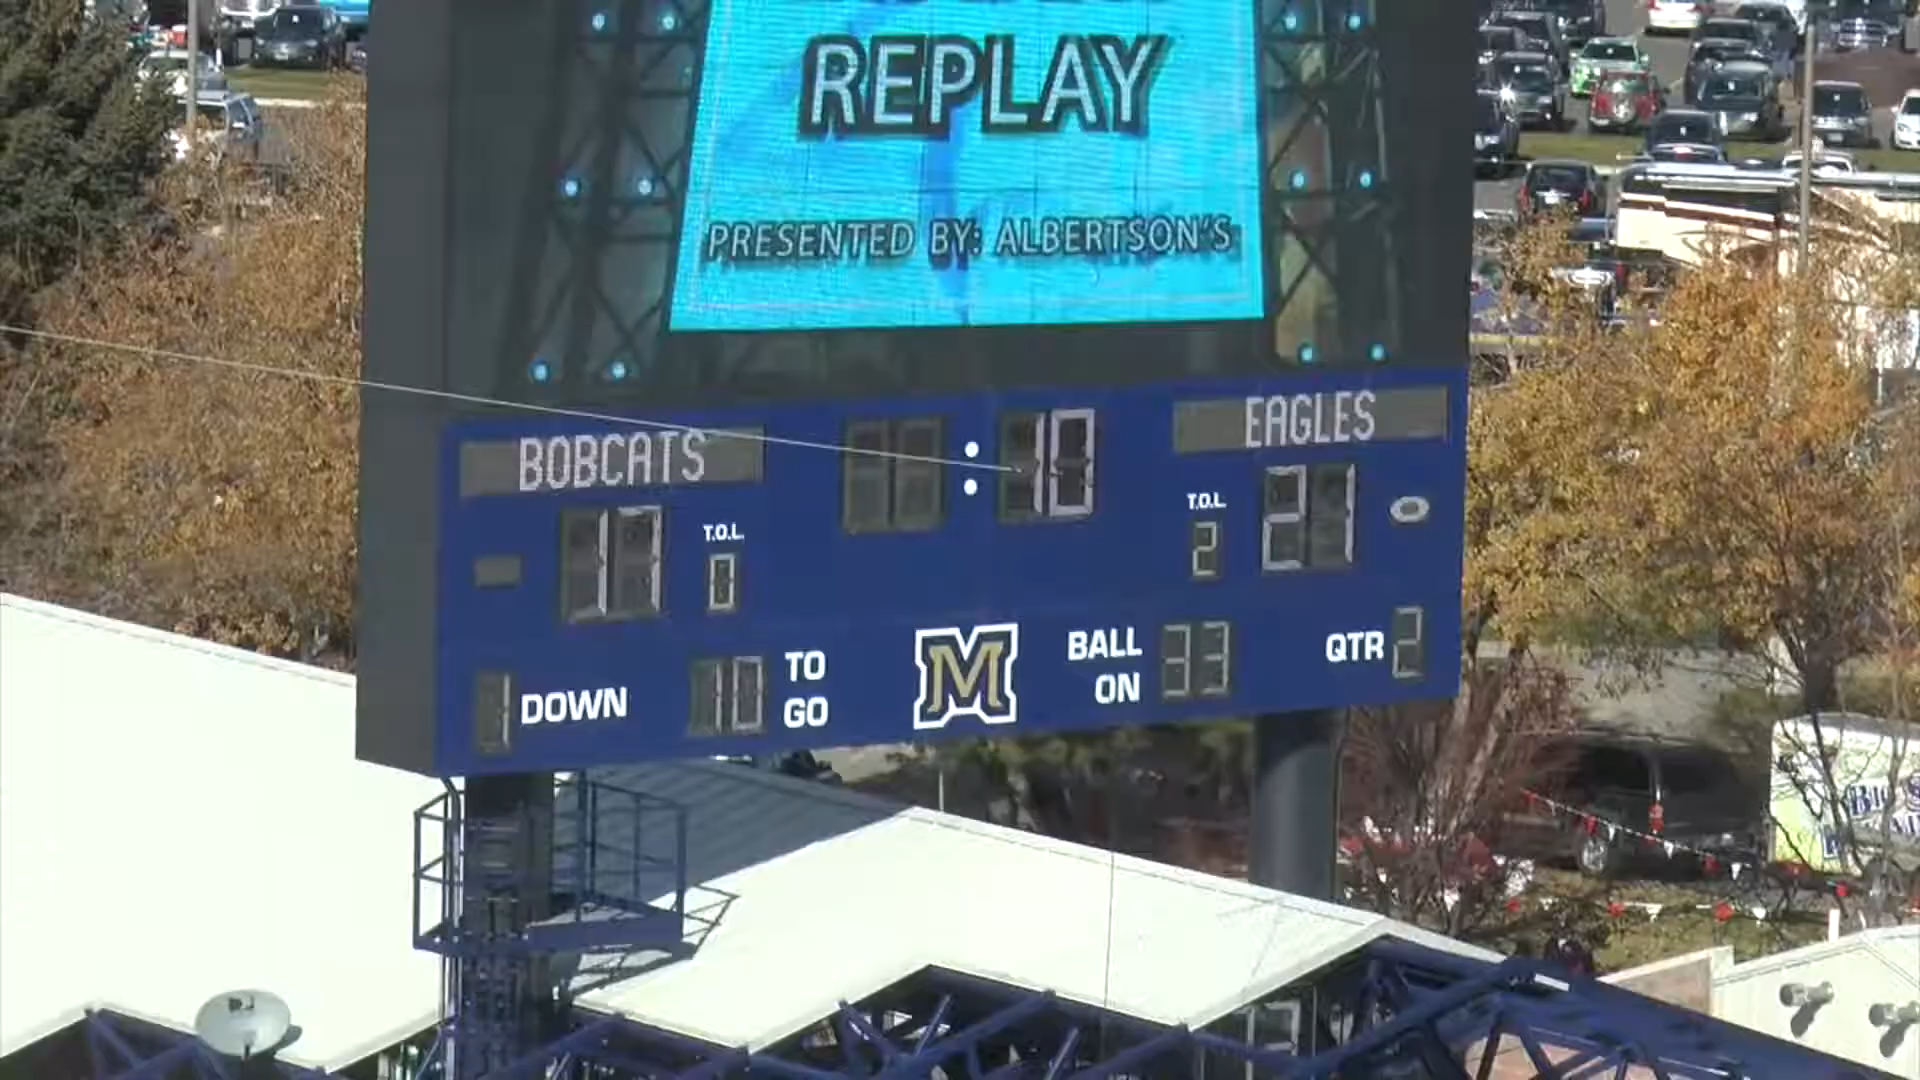 REPLAY
PRESENTED BY: ALBERTSON'S
BOBCATS
:10
EAGLES
17
T.O.L.
0
T.O.L.
2
21
1 DOWN
10 TO GO
M
BALL ON 33
QTR 2